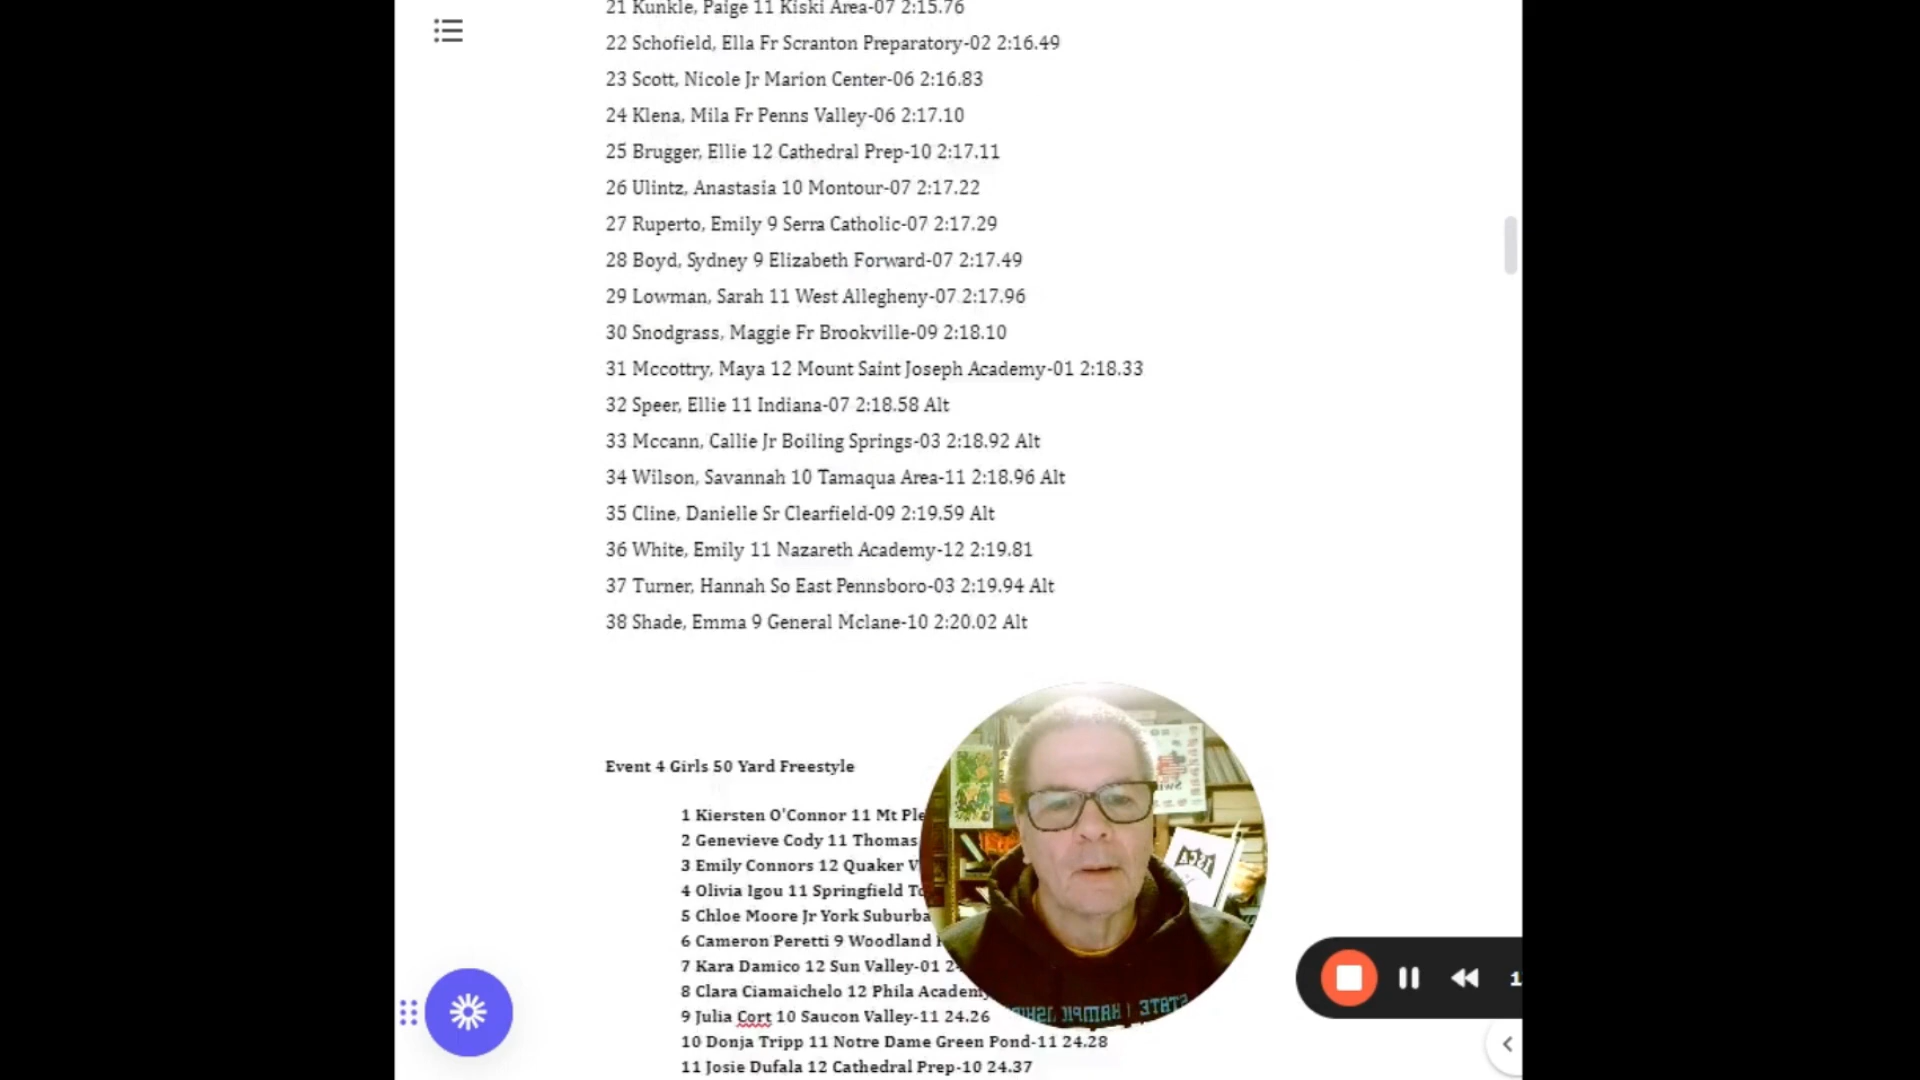 21 Kunkle, Paige 11 Kiski Area-07 2:15.76
22 Schofield, Ella Fr Scranton Preparatory-02 2:16.49
23 Scott, Nicole Jr Marion Center-06 2:16.83
24 Klena, Mila Fr Penns Valley-06 2:17.10
25 Brugger, Ellie 12 Cathedral Prep-10 2:17.11
26 Ulintz, Anastasia 10 Montour-07 2:17.22
27 Ruperto, Emily 9 Serra Catholic-07 2:17.29
28 Boyd, Sydney 9 Elizabeth Forward-07 2:17.49
29 Lowman, Sarah 11 West Allegheny-07 2:17.96
30 Snodgrass, Maggie Fr Brookville-09 2:18.10
31 Mccottry, Maya 12 Mount Saint Joseph Academy-01 2:18.33
32 Speer, Ellie 11 Indiana-07 2:18.58 Alt
33 Mccann, Callie Jr Boiling Springs-03 2:18.92 Alt
34 Wilson, Savannah 10 Tamaqua Area-11 2:18.96 Alt
35 Cline, Danielle Sr Clearfield-09 2:19.59 Alt
36 White, Emily 11 Nazareth Academy-12 2:19.81
37 Turner, Hannah So East Pennsboro-03 2:19.94 Alt
38 Shade, Emma 9 General Mclane-10 2:20.02 Alt
Event 4 Girls 50 Yard Freestyle
1 Kiersten O'Connor 11 Mt
2 Genevieve Cody 11 Thomas
3 Emily Connors 12 Quaker
4 Olivia Igou 11 Springfield
5 Chloe Moore Jr York
6 Cameron Peretti 9 Woodland
7 Kara Damico 12 Sun Valley-01
8 Clara Ciamaichelo 12 Phila
9 Julia Cort 10 Saucon Valley-11 24.26
10 Donja Tripp 11 Notre Dame Green Pond-11 24.28
11 Josie Dufala 12 Cathedral Prep-10 24.37
ISCA
STATE